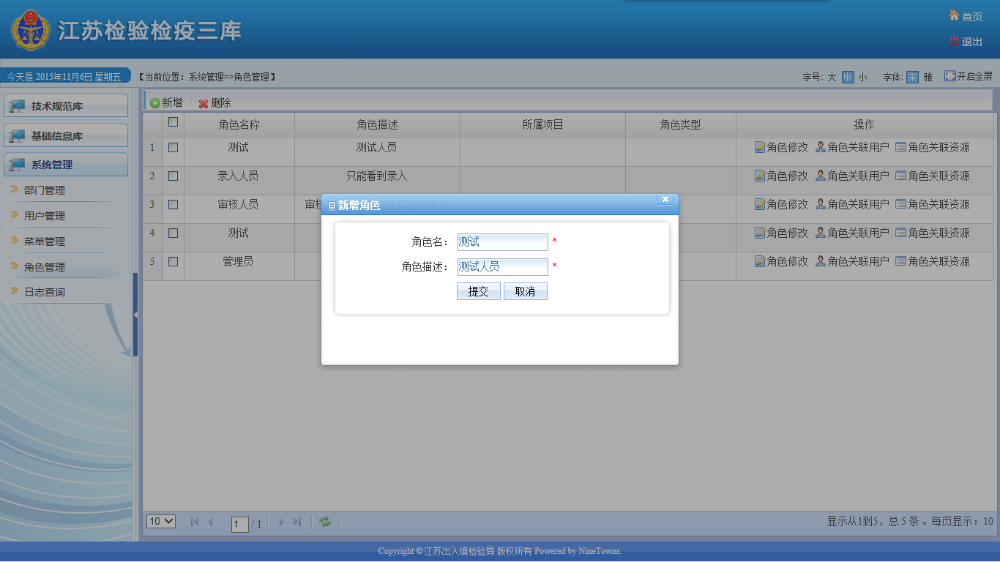 江苏检验检疫三库
首页
退出
今天是 2015年11月6日 星期五
【当前位置：系统管理>>角色管理】
字号: 大 中 小 字体: 宋 雅 开启全屏
技术规范库
基础信息库
系统管理
部门管理
用户管理
菜单管理
角色管理
日志查询
新增 删除
角色名称 角色描述 所属项目 角色类型 操作
1 测试 测试人员 角色修改 角色关联用户 角色关联资源
2 录入人员 只能看到录入 角色修改 角色关联用户 角色关联资源
3 审核人员 审核 角色修改 角色关联用户 角色关联资源
4 测试 角色修改 角色关联用户 角色关联资源
5 管理员 角色修改 角色关联用户 角色关联资源
新增角色
角色名： 测试 *
角色描述： 测试人员 *
提交 取消
10 1 / 1 显示从1到5，总 5 条 。每页显示：10
Copyright © 江苏出入境检验局 版权所有 Powered by NineTowns.